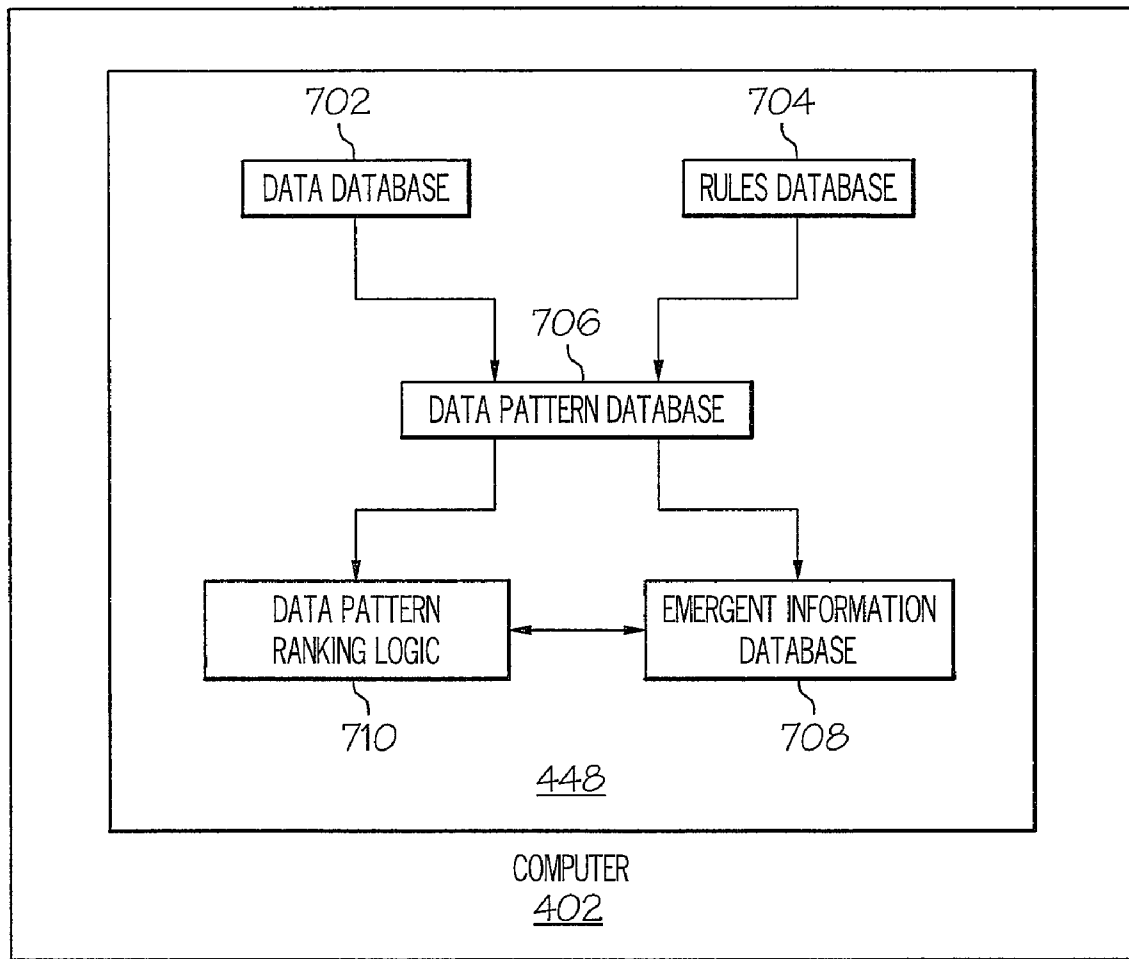 702
704
DATA DATABASE
RULES DATABASE
706
DATA PATTERN DATABASE
DATA PATTERN
RANKING LOGIC
EMERGENT INFORMATION
DATABASE
710
708
448
COMPUTER
402